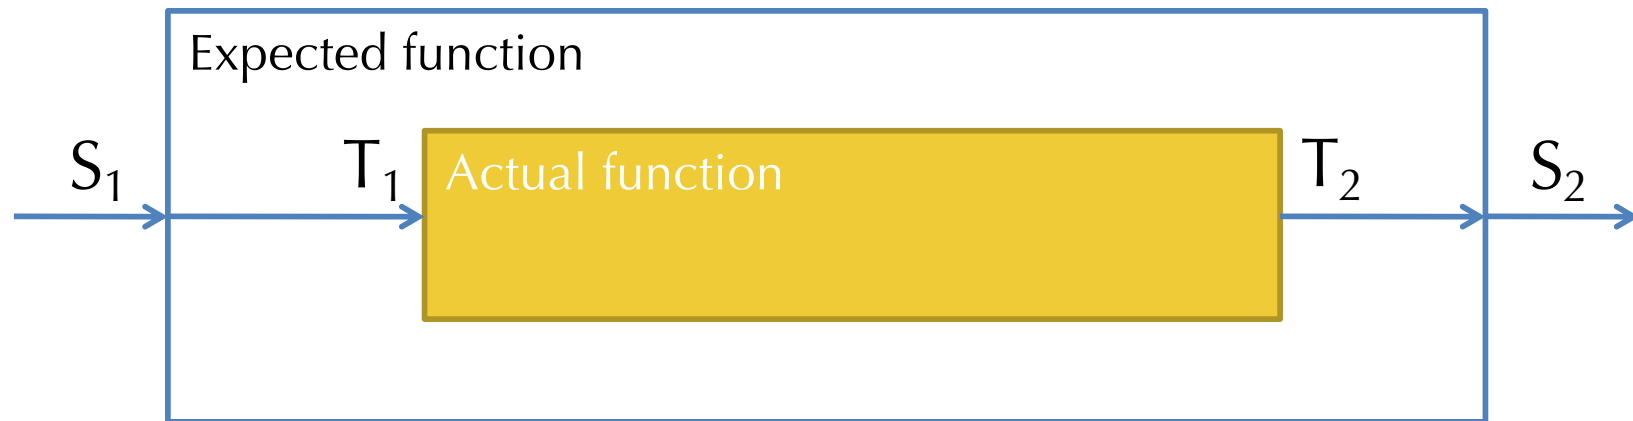 Expected function
S₁
T₁
Actual function
T₂
S₂